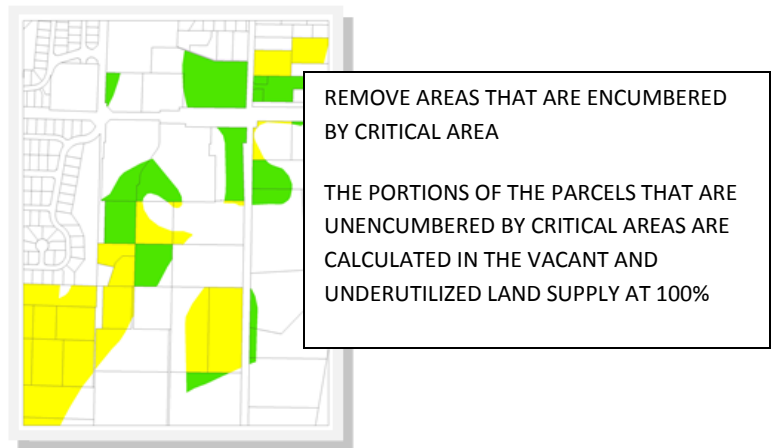 REMOVE AREAS THAT ARE ENCUMBERED
BY CRITICAL AREA
THE PORTIONS OF THE PARCELS THAT ARE
UNENCUMBERED BY CRITICAL AREAS ARE
CALCULATED IN THE VACANT AND
UNDERUTILIZED LAND SUPPLY AT 100%